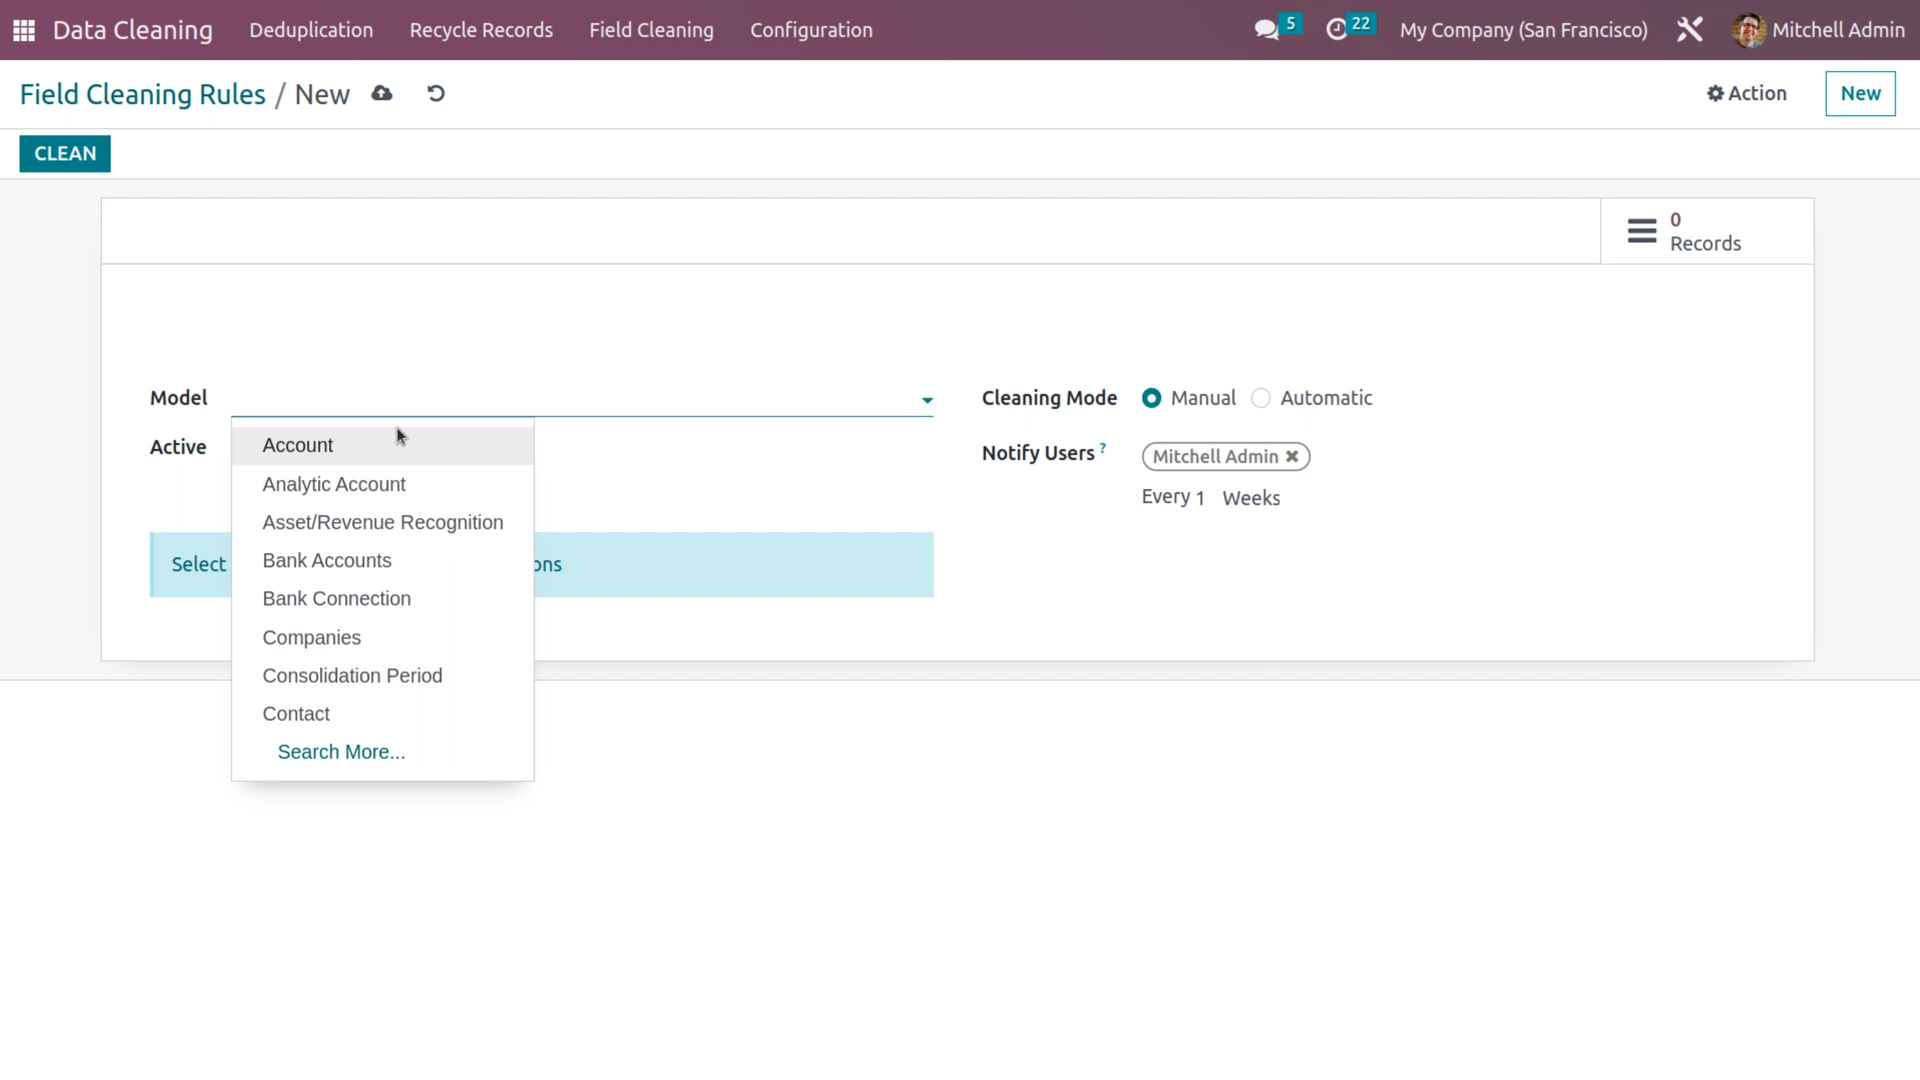 Data Cleaning Deduplication Recycle Records Field Cleaning Configuration 5 22 My Company (San Francisco) Mitchell Admin
Field Cleaning Rules / New Action New
CLEAN
0
Records
Model
Cleaning Mode Manual Automatic
Active
Notify Users ? Mitchell Admin ✖
Every 1 Weeks
Account
Analytic Account
Asset/Revenue Recognition
Bank Accounts
Select ons
Bank Connection
Companies
Consolidation Period
Contact
Search More...